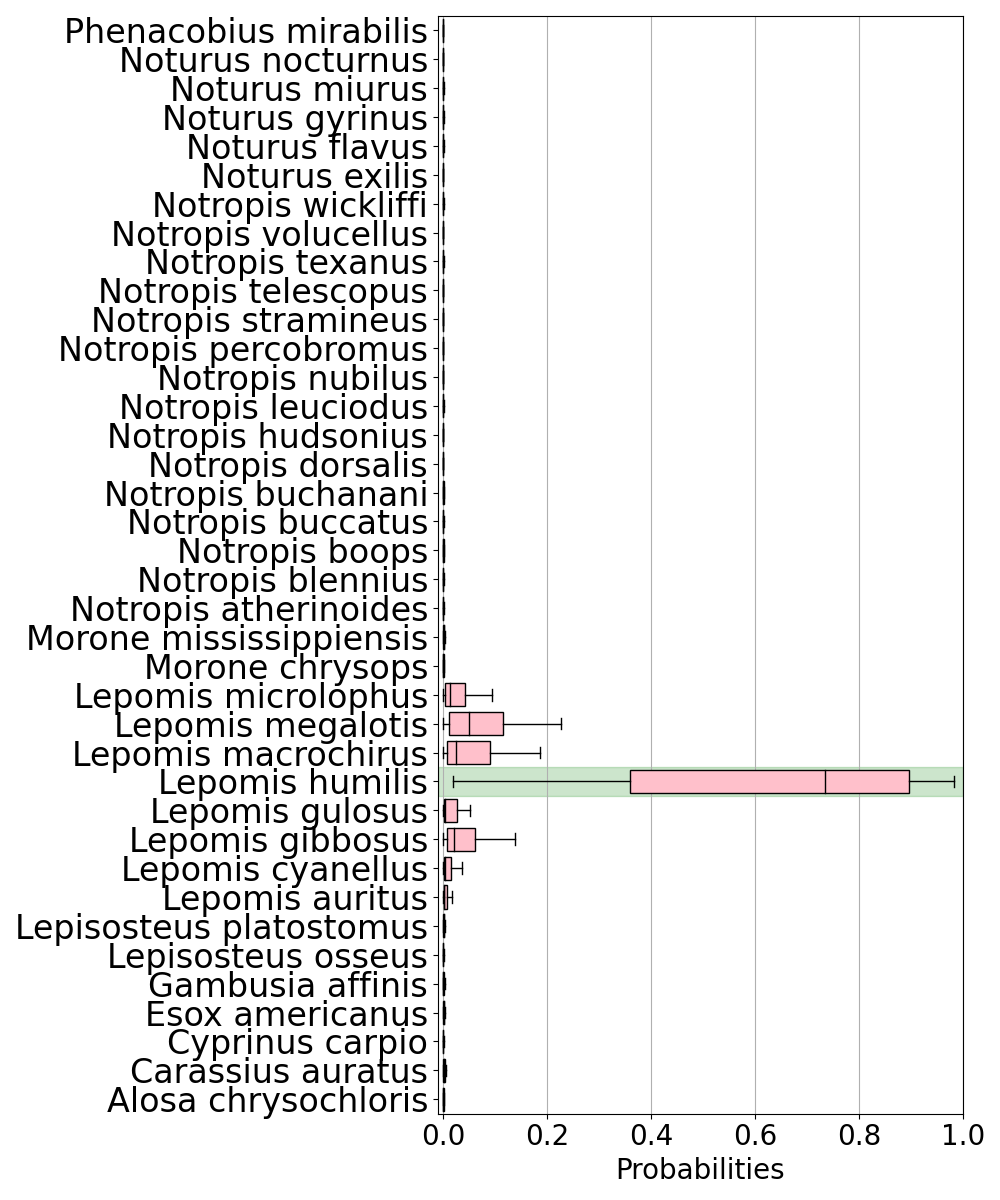 Phenacobius mirabilis
Noturus nocturnus
Noturus miurus
Noturus gyrinus
Noturus flavus
Noturus exilis
Notropis wickliffi
Notropis volucellus
Notropis texanus
Notropis telescopus
Notropis stramineus
Notropis percobromus
Notropis nubilus
Notropis leuciodus
Notropis hudsonius
Notropis dorsalis
Notropis buchanani
Notropis buccatus
Notropis boops
Notropis blennius
Notropis atherinoides
Morone mississippiensis
Morone chrysops
Lepomis microlophus
Lepomis megalotis
Lepomis macrochirus
Lepomis humilis
Lepomis gulosus
Lepomis gibbosus
Lepomis cyanellus
Lepomis auritus
Lepisosteus platostomus
Lepisosteus osseus
Gambusia affinis
Esox americanus
Cyprinus carpio
Carassius auratus
Alosa chrysochloris
0.0 0.2 0.4 0.6 0.8 1.0
Probabilities